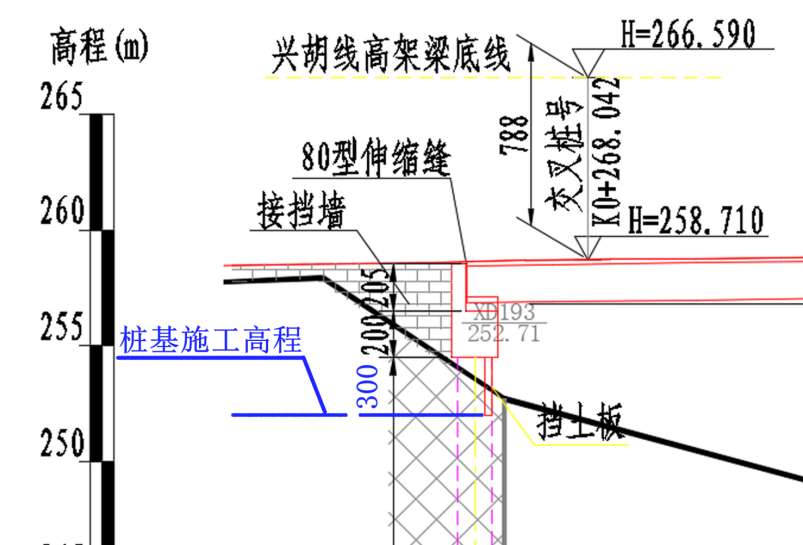 高程(m)
兴胡线高架梁底线
H=266.590
265
788
交叉桩号
K0+268.042
80型伸缩缝
260
接挡墙
H=258.710
205
XD193
252.71
255
桩基施工高程
200
300
挡土板
250